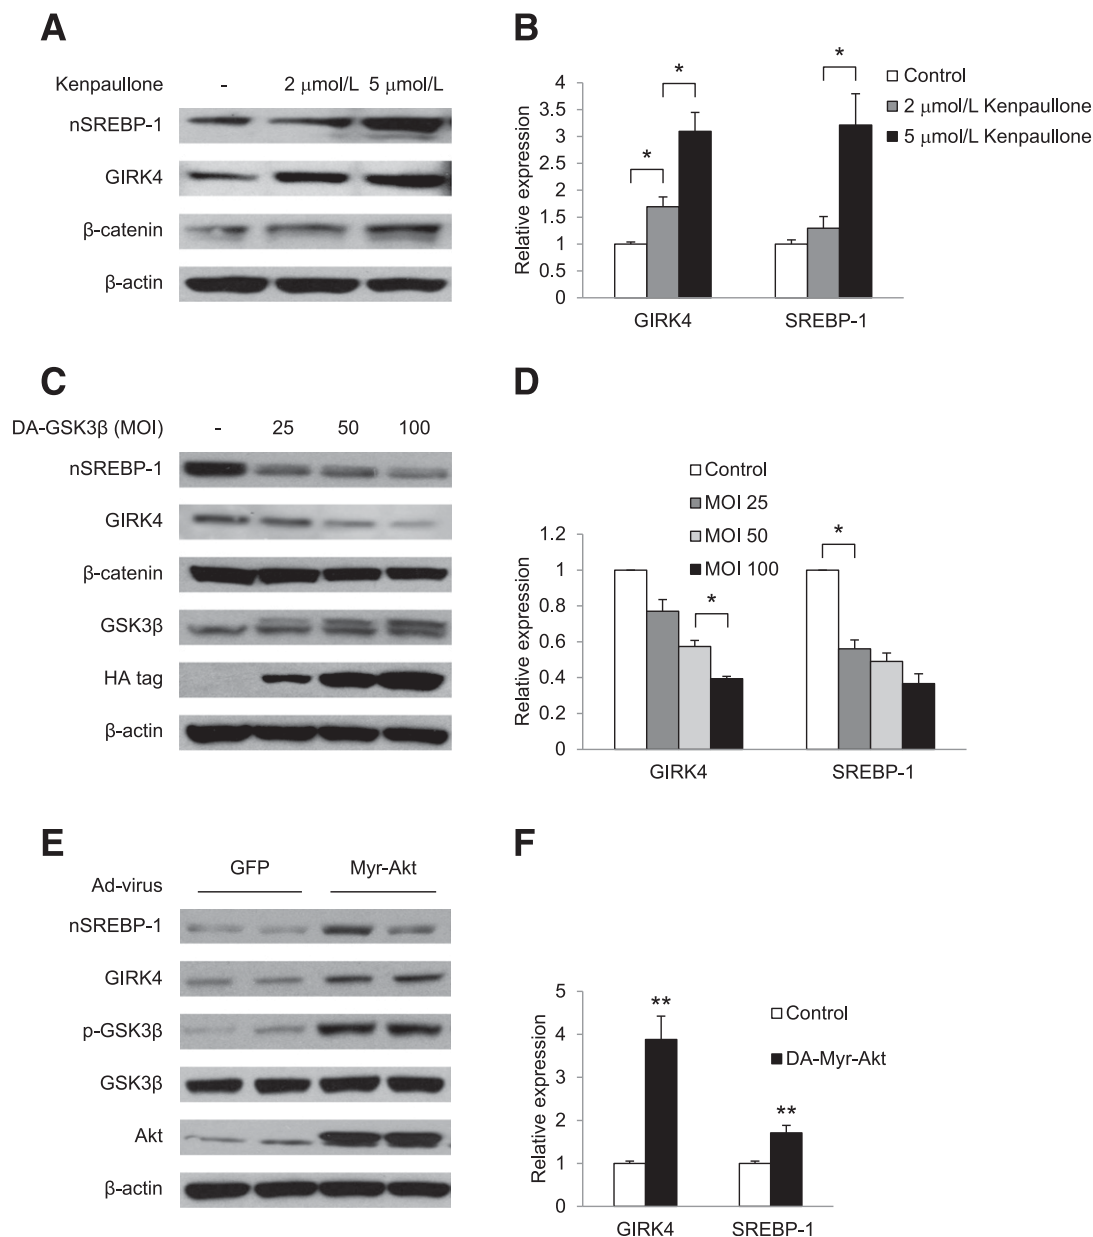 A
Kenpaullone - 2 μmol/L 5 μmol/L
nSREBP-1
GIRK4
β-catenin
β-actin
B
Relative expression
4
3.5
3
2.5
2
1.5
1
0.5
0
*
*
*
GIRK4 SREBP-1
Control
2 μmol/L Kenpaullone
5 μmol/L Kenpaullone
C
DA-GSK3β (MOI) - 25 50 100
nSREBP-1
GIRK4
β-catenin
GSK3β
HA tag
β-actin
D
Control
MOI 25
MOI 50
MOI 100
Relative expression
1.2
1
0.8
0.6
0.4
0.2
0
*
*
GIRK4 SREBP-1
E
Ad-virus GFP Myr-Akt
nSREBP-1
GIRK4
p-GSK3β
GSK3β
Akt
β-actin
F
Relative expression
5
4
3
2
1
0
**
**
GIRK4 SREBP-1
Control
DA-Myr-Akt